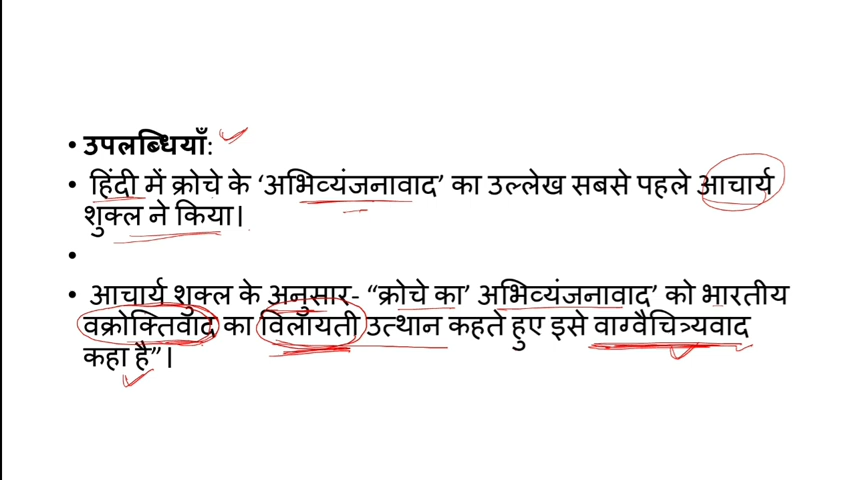 • उपलब्धियाँ:
• हिंदी में क्रोचे के ‘अभिव्यंजनावाद’ का उल्लेख सबसे पहले आचार्य
शुक्ल ने किया।
•
• आचार्य शुक्ल के अनुसार- “क्रोचे का’ अभिव्यंजनावाद’ को भारतीय
वक्रोक्तिवाद का विलायती उत्थान कहते हुए इसे वाग्वैचित्र्यवाद
कहा है”।